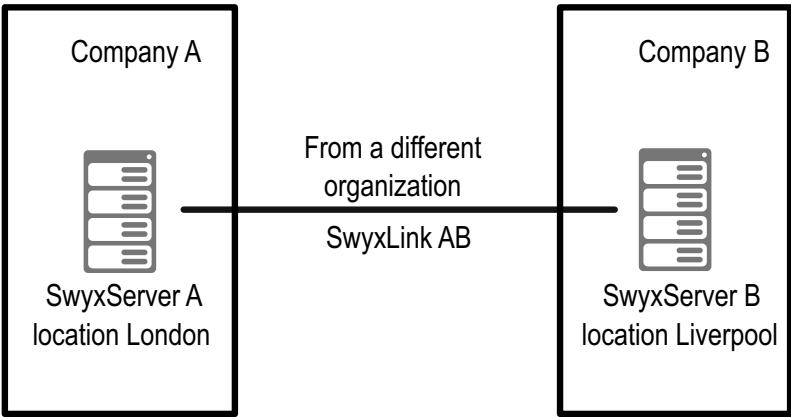 Company A
Company B
From a different
organization
SwyxLink AB
SwyxServer A
location London
SwyxServer B
location Liverpool